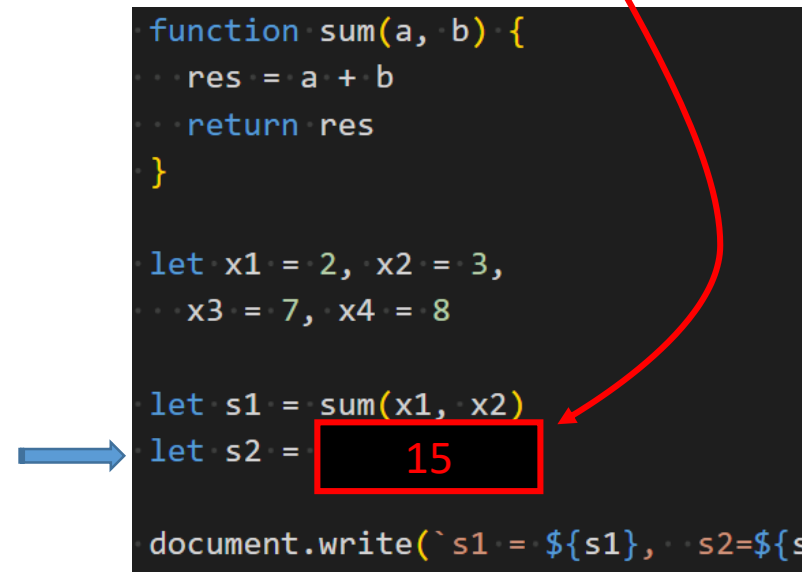 function sum(a, b) {
res = a + b
return res
}
let x1 = 2, x2 = 3,
x3 = 7, x4 = 8
let s1 = sum(x1, x2)
let s2 = 15
document.write(`s1 = ${s1},  s2=${s